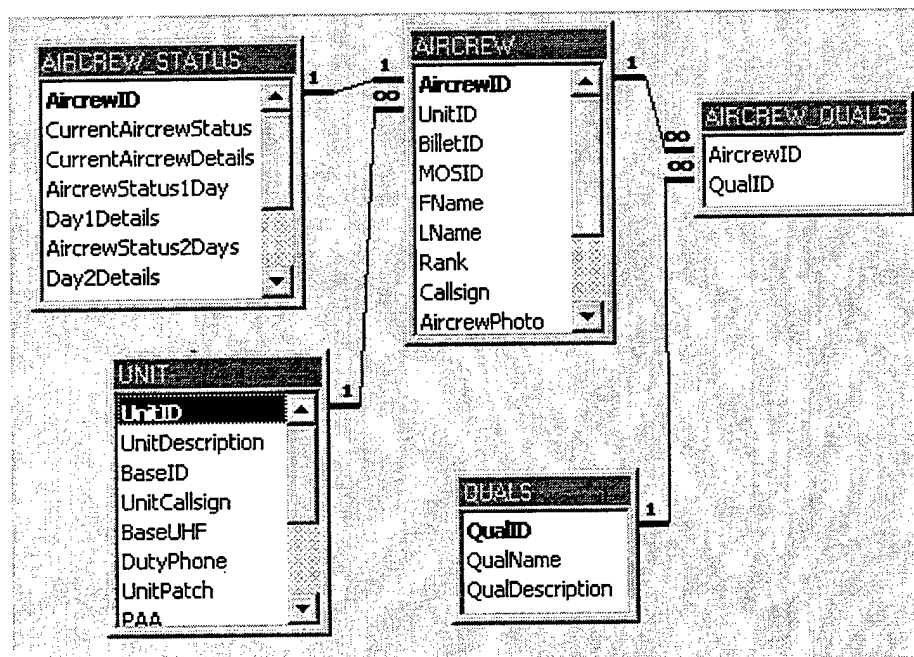 AIRCREW_STATUS
AircrewID
CurrentAircrewStatus
CurrentAircrewDetails
AircrewStatus1Day
Day1Details
AircrewStatus2Days
Day2Details
1
1
∞
AIRCREW
AircrewID
UnitID
BilletID
MOSID
FName
LName
Rank
Callsign
AircrewPhoto
1
∞
∞
AIRCREW_QUALS
AircrewID
QualID
UNIT
UnitID
UnitDescription
BaseID
UnitCallsign
BaseUHF
DutyPhone
UnitPatch
PAA
1
QUALS
QualID
QualName
QualDescription
1